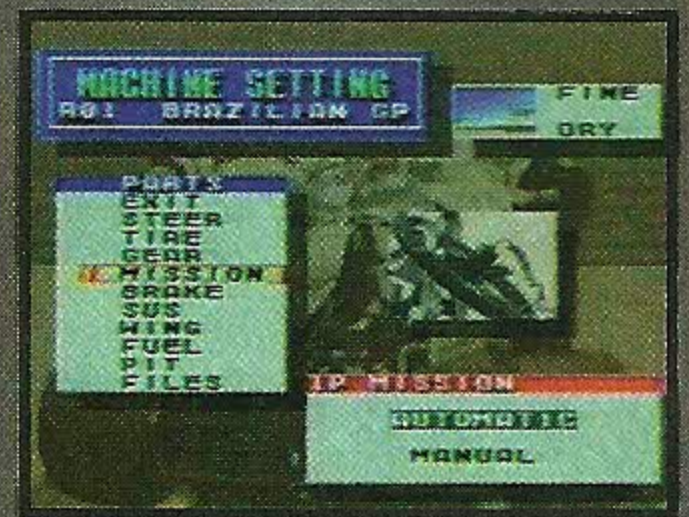 MACHINE SETTING
R01 BRAZILIAN GP
FINE
DRY
PARTS
EXIT
STEER
TIRE
GEAR
MISSION
BRAKE
SUS
WING
FUEL
PIT
FILES
1P MISSION
AUTOMATIC
MANUAL